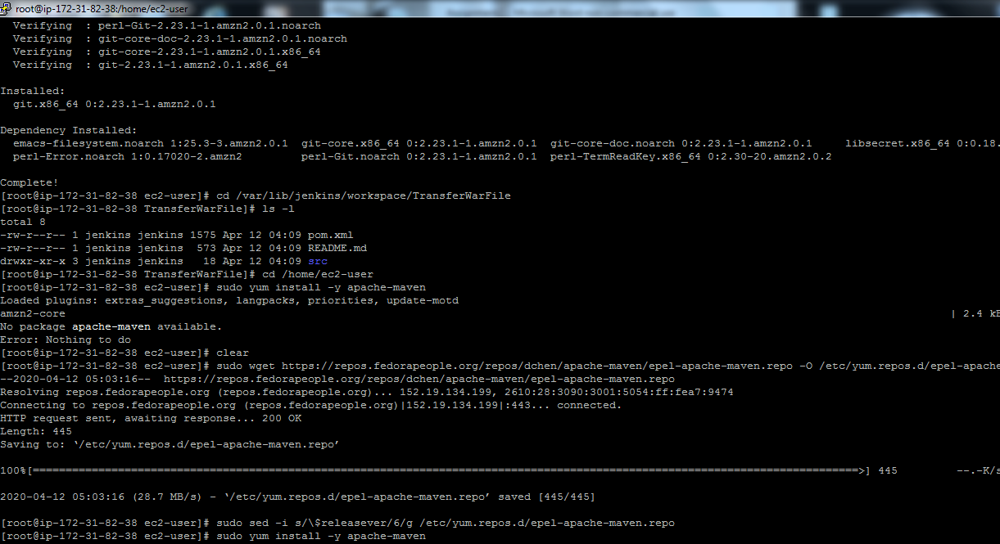 root@ip-172-31-82-38:/home/ec2-user
Verifying  : perl-Git-2.23.1-1.amzn2.0.1.noarch
Verifying  : git-core-doc-2.23.1-1.amzn2.0.1.noarch
Verifying  : git-core-2.23.1-1.amzn2.0.1.x86_64
Verifying  : git-2.23.1-1.amzn2.0.1.x86_64
Installed:
git.x86_64 0:2.23.1-1.amzn2.0.1
Dependency Installed:
emacs-filesystem.noarch 1:25.3-3.amzn2.0.1  git-core.x86_64 0:2.23.1-1.amzn2.0.1  git-core-doc.noarch 0:2.23.1-1.amzn2.0.1     libsecret.x86_64 0:0.18.
perl-Error.noarch 1:0.17020-2.amzn2         perl-Git.noarch 0:2.23.1-1.amzn2.0.1  perl-TermReadKey.x86_64 0:2.30-20.amzn2.0.2
Complete!
[root@ip-172-31-82-38 ec2-user]# cd /var/lib/jenkins/workspace/TransferWarFile
[root@ip-172-31-82-38 TransferWarFile]# ls -l
total 8
-rw-r--r-- 1 jenkins jenkins 1575 Apr 12 04:09 pom.xml
-rw-r--r-- 1 jenkins jenkins  573 Apr 12 04:09 README.md
drwxr-xr-x 3 jenkins jenkins   18 Apr 12 04:09 src
[root@ip-172-31-82-38 TransferWarFile]# cd /home/ec2-user
[root@ip-172-31-82-38 ec2-user]# sudo yum install -y apache-maven
Loaded plugins: extras_suggestions, langpacks, priorities, update-motd
amzn2-core | 2.4 kB
No package apache-maven available.
Error: Nothing to do
[root@ip-172-31-82-38 ec2-user]# clear
[root@ip-172-31-82-38 ec2-user]# sudo wget https://repos.fedorapeople.org/repos/dchen/apache-maven/epel-apache-maven.repo -O /etc/yum.repos.d/epel-apache
--2020-04-12 05:03:16--  https://repos.fedorapeople.org/repos/dchen/apache-maven/epel-apache-maven.repo
Resolving repos.fedorapeople.org (repos.fedorapeople.org)... 152.19.134.199, 2610:28:3090:3001:5054:ff:fea7:9474
Connecting to repos.fedorapeople.org (repos.fedorapeople.org)|152.19.134.199|:443... connected.
HTTP request sent, awaiting response... 200 OK
Length: 445
Saving to: ‘/etc/yum.repos.d/epel-apache-maven.repo’
100%[==============================================================================================================================>] 445         --.-K/s
2020-04-12 05:03:16 (28.7 MB/s) - ‘/etc/yum.repos.d/epel-apache-maven.repo’ saved [445/445]
[root@ip-172-31-82-38 ec2-user]# sudo sed -i s/\$releasever/6/g /etc/yum.repos.d/epel-apache-maven.repo
[root@ip-172-31-82-38 ec2-user]# sudo yum install -y apache-maven